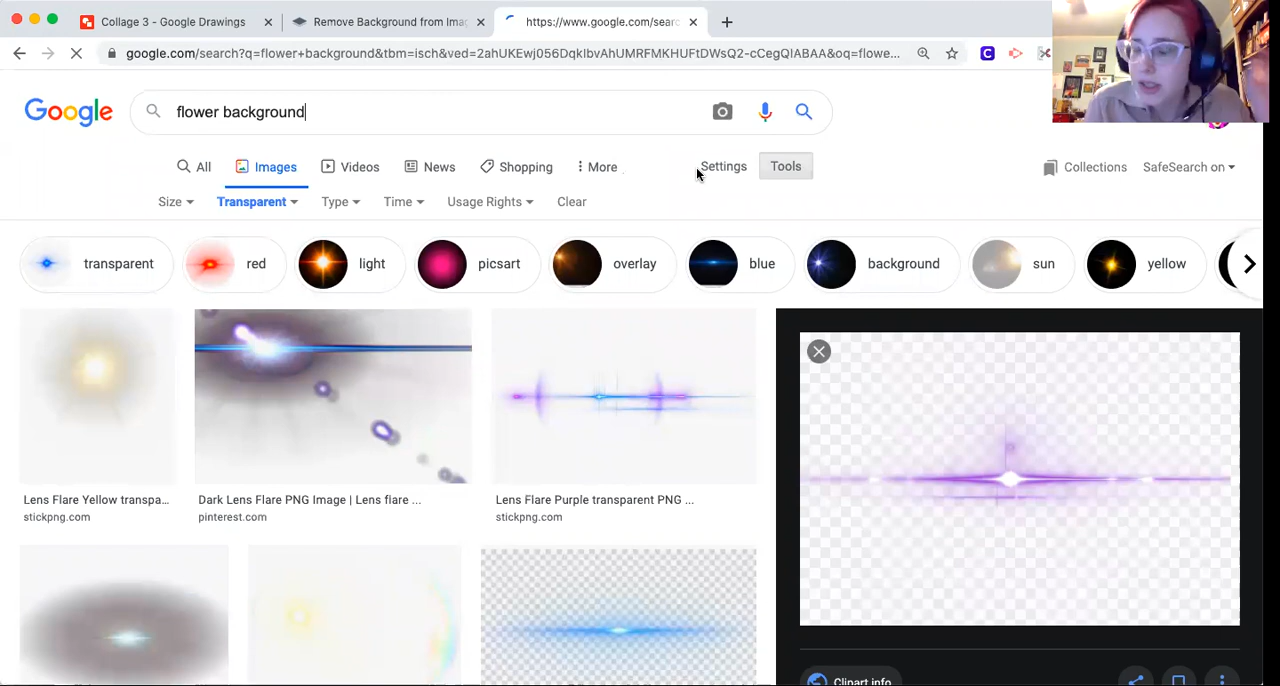 Collage 3 - Google Drawings
Remove Background from Imag
https://www.google.com/searc
google.com/search?q=flower+background&tbm=isch&ved=2ahUKEwj056DqkIbvAhUMRFMKHUFtDWsQ2-cCegQIABAA&oq=flowe...
Google
flower background
All
Images
Videos
News
Shopping
More
Settings
Tools
Collections
SafeSearch on
Size
Transparent
Type
Time
Usage Rights
Clear
transparent
red
light
picsart
overlay
blue
background
sun
yellow
Lens Flare Yellow transpa...
stickpng.com
Dark Lens Flare PNG Image | Lens flare ...
pinterest.com
Lens Flare Purple transparent PNG ...
stickpng.com
Clipart info